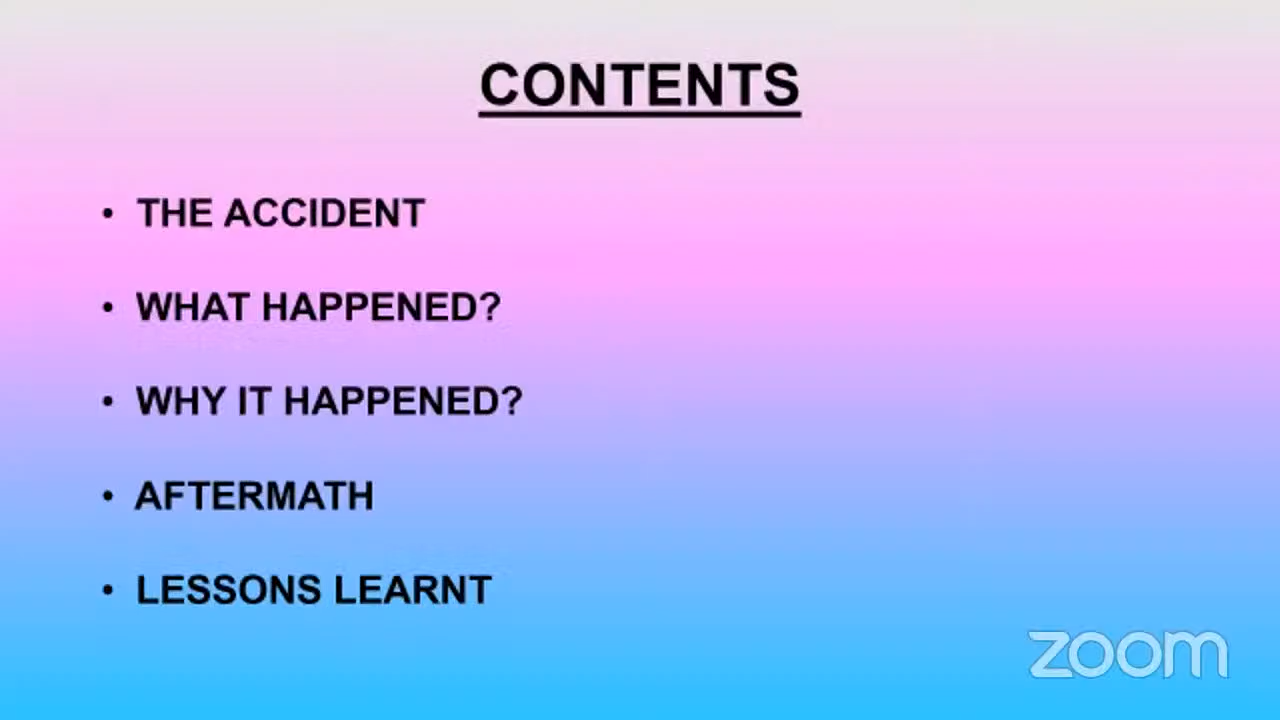 CONTENTS
• THE ACCIDENT
• WHAT HAPPENED?
• WHY IT HAPPENED?
• AFTERMATH
• LESSONS LEARNT
zoom